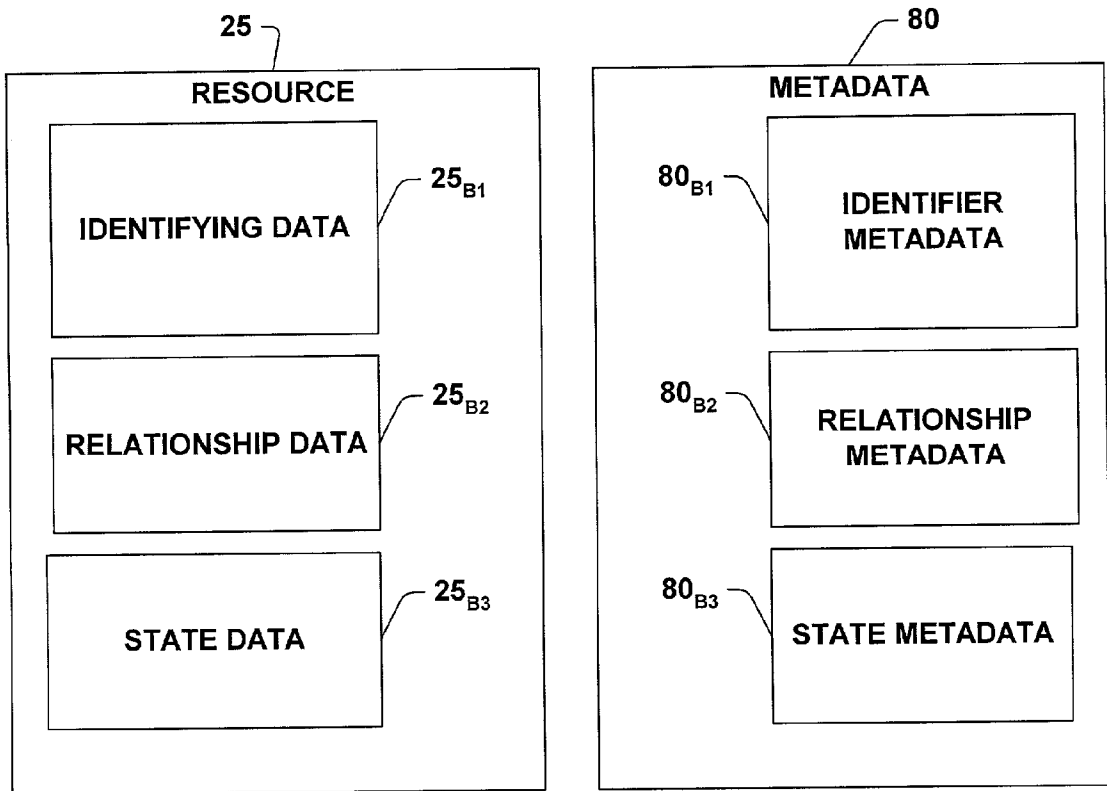 25
RESOURCE
IDENTIFYING DATA
25B1
RELATIONSHIP DATA
25B2
STATE DATA
25B3
80
METADATA
80B1
IDENTIFIER
METADATA
80B2
RELATIONSHIP
METADATA
80B3
STATE METADATA